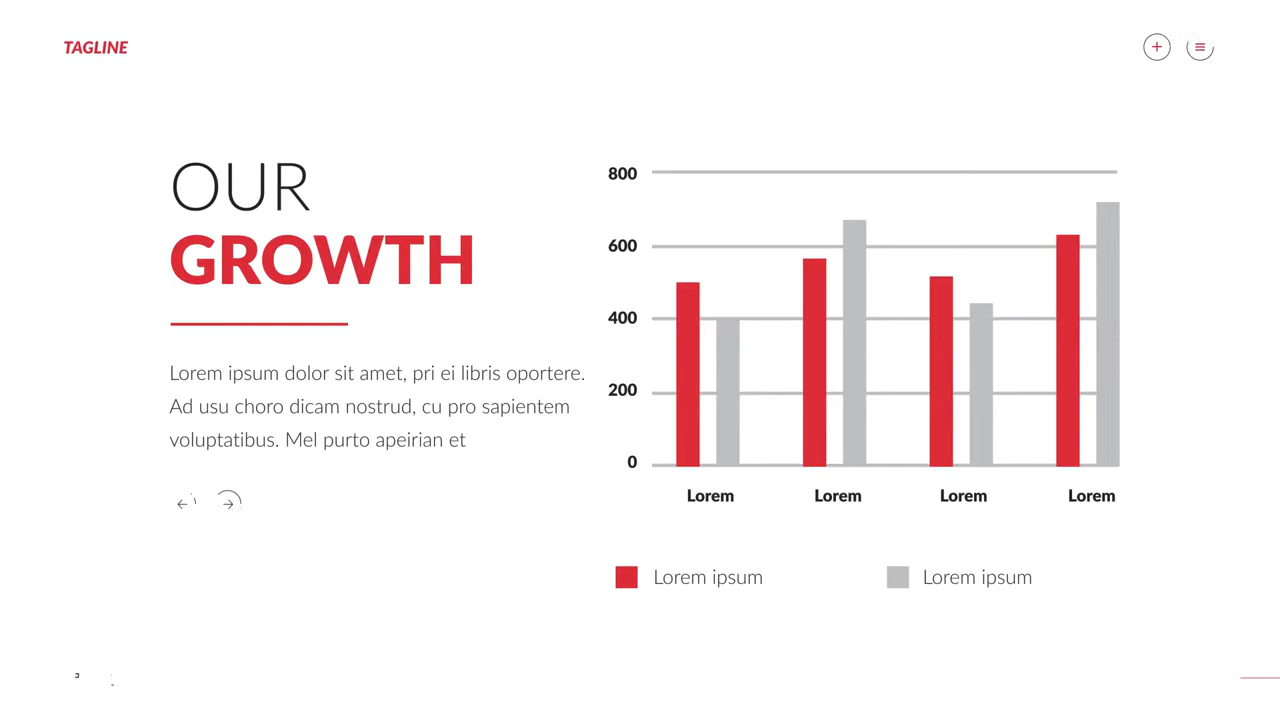 TAGLINE
OUR
GROWTH
Lorem ipsum dolor sit amet, pri ei libris oportere.
Ad usu choro dicam nostrud, cu pro sapientem
voluptatibus. Mel purto apeirian et
800
600
400
200
0
Lorem Lorem Lorem Lorem
Lorem ipsum Lorem ipsum